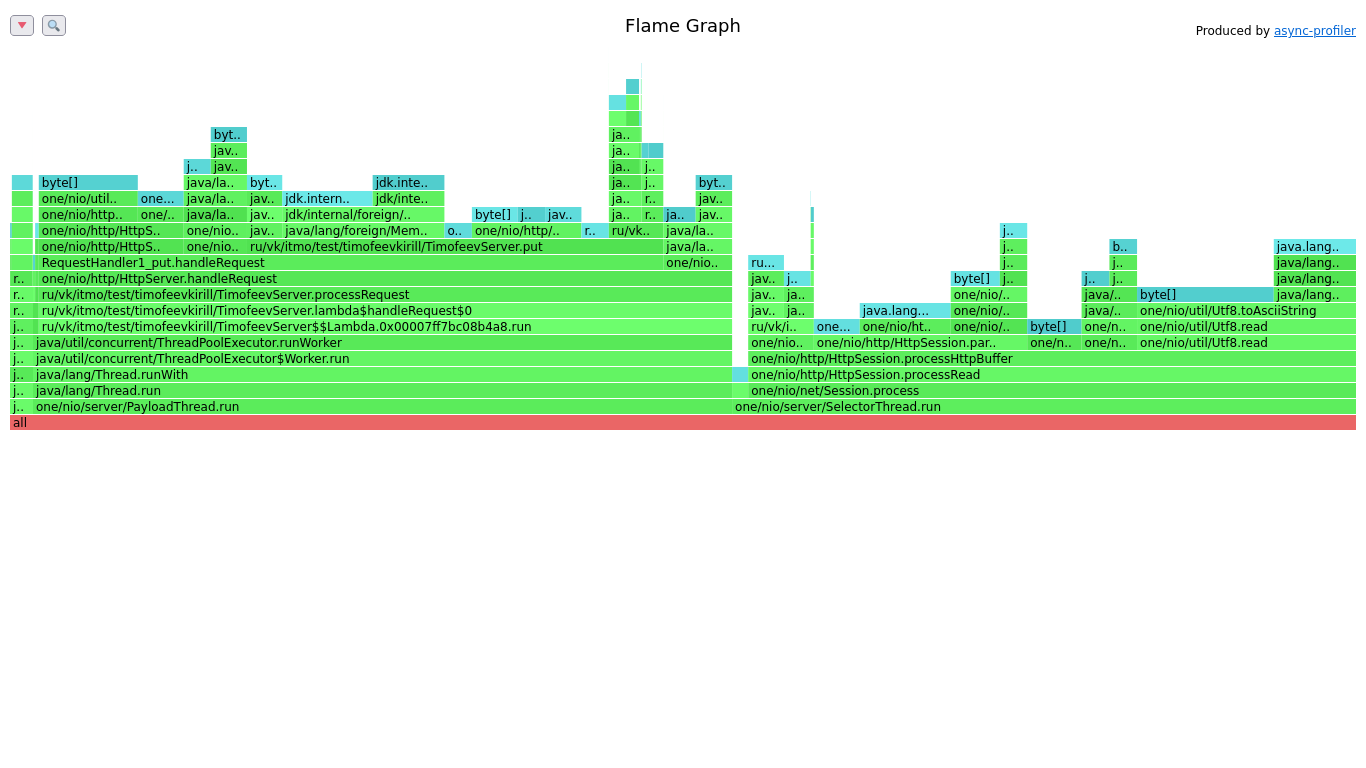 Flame Graph
Produced by async-profiler
byt..
ja..
jav..
ja..
j.. jav.. ja.. j..
byte[] java/la.. byt.. jdk.inte.. ja.. j.. byt..
one/nio/util.. one... java/la.. jav.. jdk.intern.. jdk/inte.. ja.. r.. jav..
one/nio/http.. one/.. java/la.. jav.. jdk/internal/foreign/.. byte[] j.. jav.. ja.. r.. ja.. jav..
one/nio/http/HttpS.. one/nio.. jav.. java/lang/foreign/Mem.. o.. one/nio/http/.. r.. ru/vk.. java/la.. j..
one/nio/http/HttpS.. one/nio.. ru/vk/itmo/test/timofeevkirill/TimofeevServer.put java/la.. j.. b.. java.lang..
RequestHandler1_put.handleRequest one/nio.. ru... j.. j.. java/lang..
r.. one/nio/http/HttpServer.handleRequest jav.. j.. byte[] j.. j.. j.. java/lang..
r.. ru/vk/itmo/test/timofeevkirill/TimofeevServer.processRequest jav.. ja.. one/nio/.. java/.. byte[] java/lang..
r.. ru/vk/itmo/test/timofeevkirill/TimofeevServer.lambda$handleRequest$0 jav.. ja.. java.lang... one/nio/.. java/.. one/nio/util/Utf8.toAsciiString
j.. ru/vk/itmo/test/timofeevkirill/TimofeevServer$$Lambda.0x00007ff7bc08b4a8.run ru/vk/i.. one... one/nio/ht.. one/nio/.. byte[] one/n.. one/nio/util/Utf8.read
j.. java/util/concurrent/ThreadPoolExecutor.runWorker one/nio.. one/nio/http/HttpSession.par.. one/n.. one/n.. one/nio/util/Utf8.read
j.. java/util/concurrent/ThreadPoolExecutor$Worker.run one/nio/http/HttpSession.processHttpBuffer
j.. java/lang/Thread.runWith one/nio/http/HttpSession.processRead
j.. java/lang/Thread.run one/nio/net/Session.process
j.. one/nio/server/PayloadThread.run one/nio/server/SelectorThread.run
all